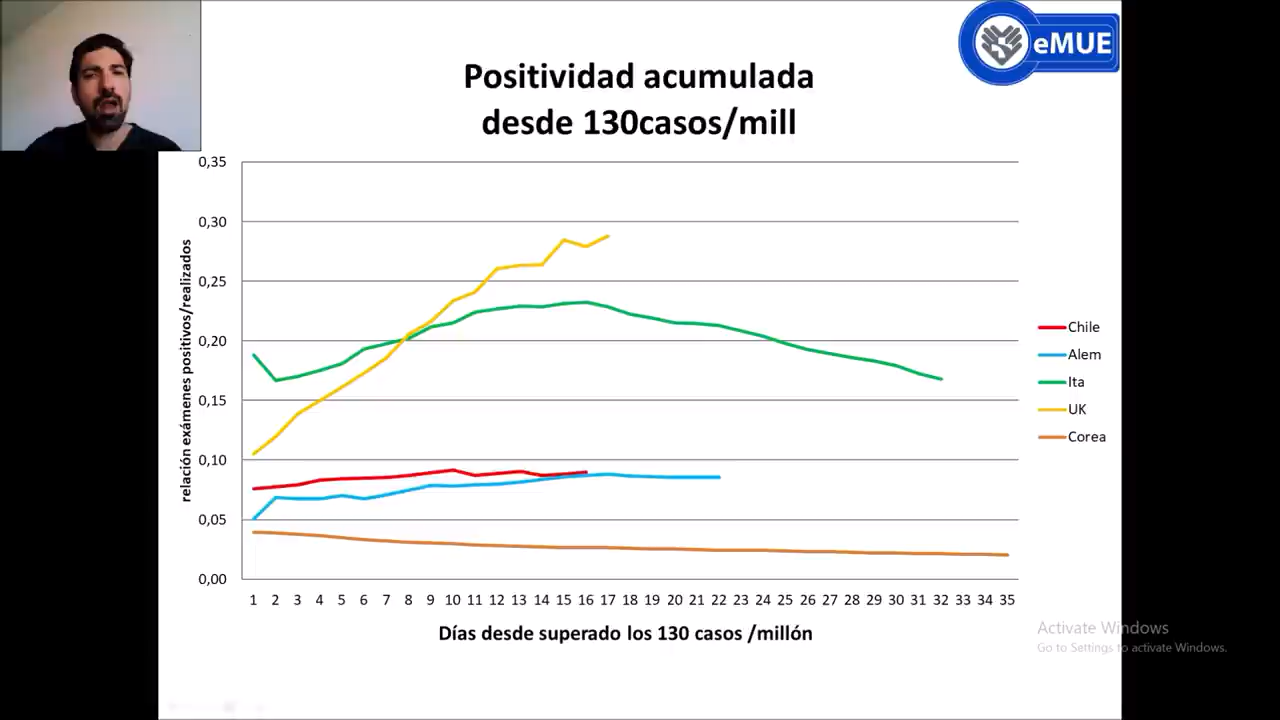 eMUE
Positividad acumulada
desde 130casos/mill
relación exámenes positivos/realizados
0,35
0,30
0,25
0,20
0,15
0,10
0,05
0,00
1 2 3 4 5 6 7 8 9 10 11 12 13 14 15 16 17 18 19 20 21 22 23 24 25 26 27 28 29 30 31 32 33 34 35
Días desde superado los 130 casos /millón
Chile
Alem
Ita
UK
Corea
Activate Windows
Go to Settings to activate Windows.